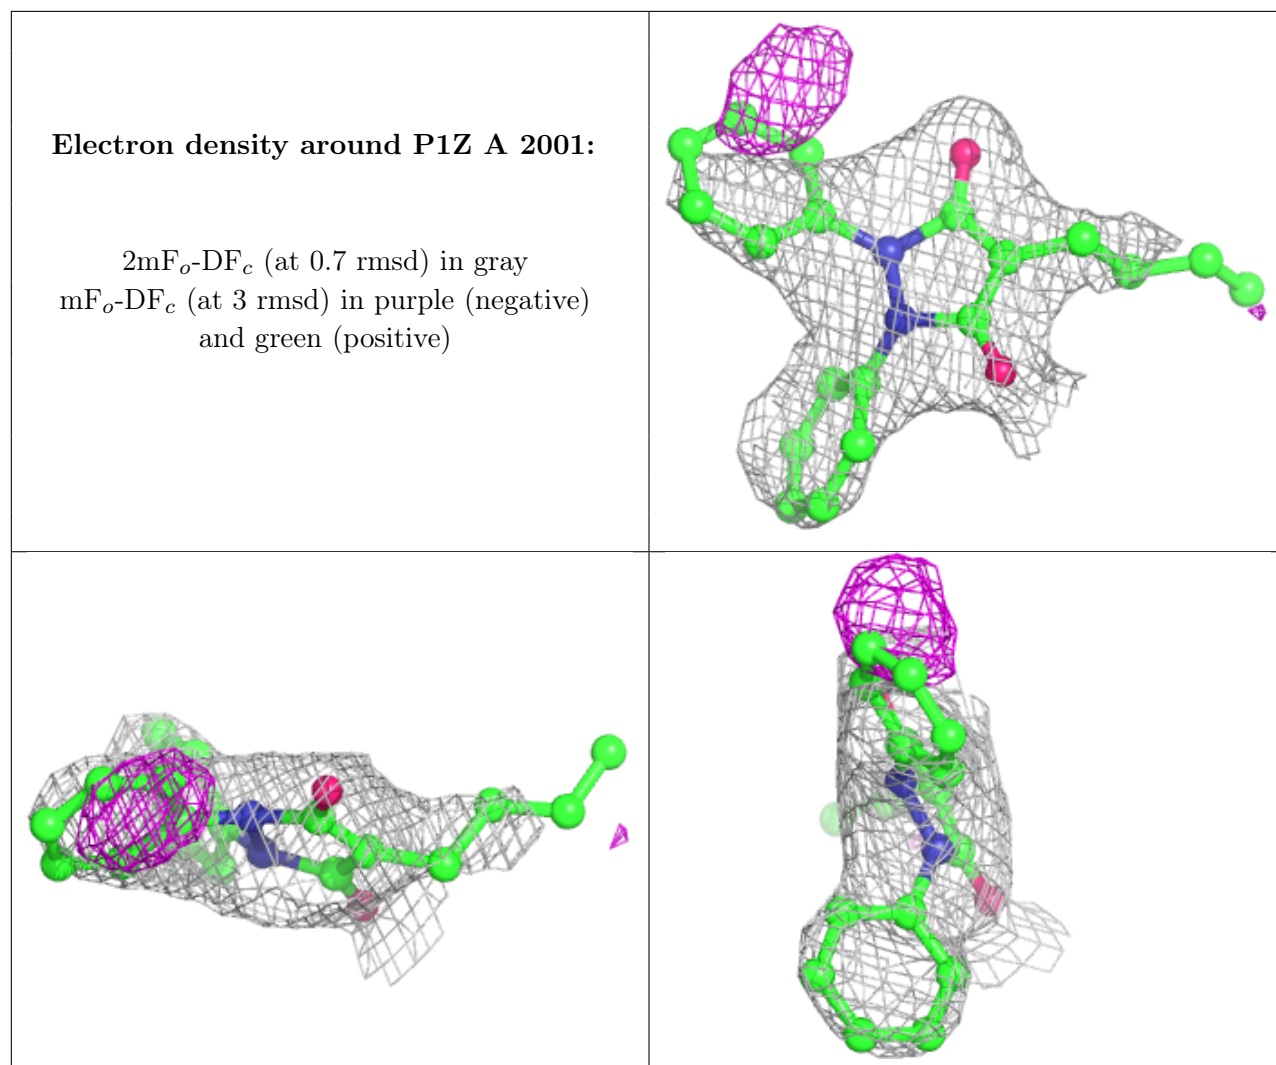 Electron density around P1Z A 2001:
2mFo-DFc (at 0.7 rmsd) in gray
mFo-DFc (at 3 rmsd) in purple (negative)
and green (positive)